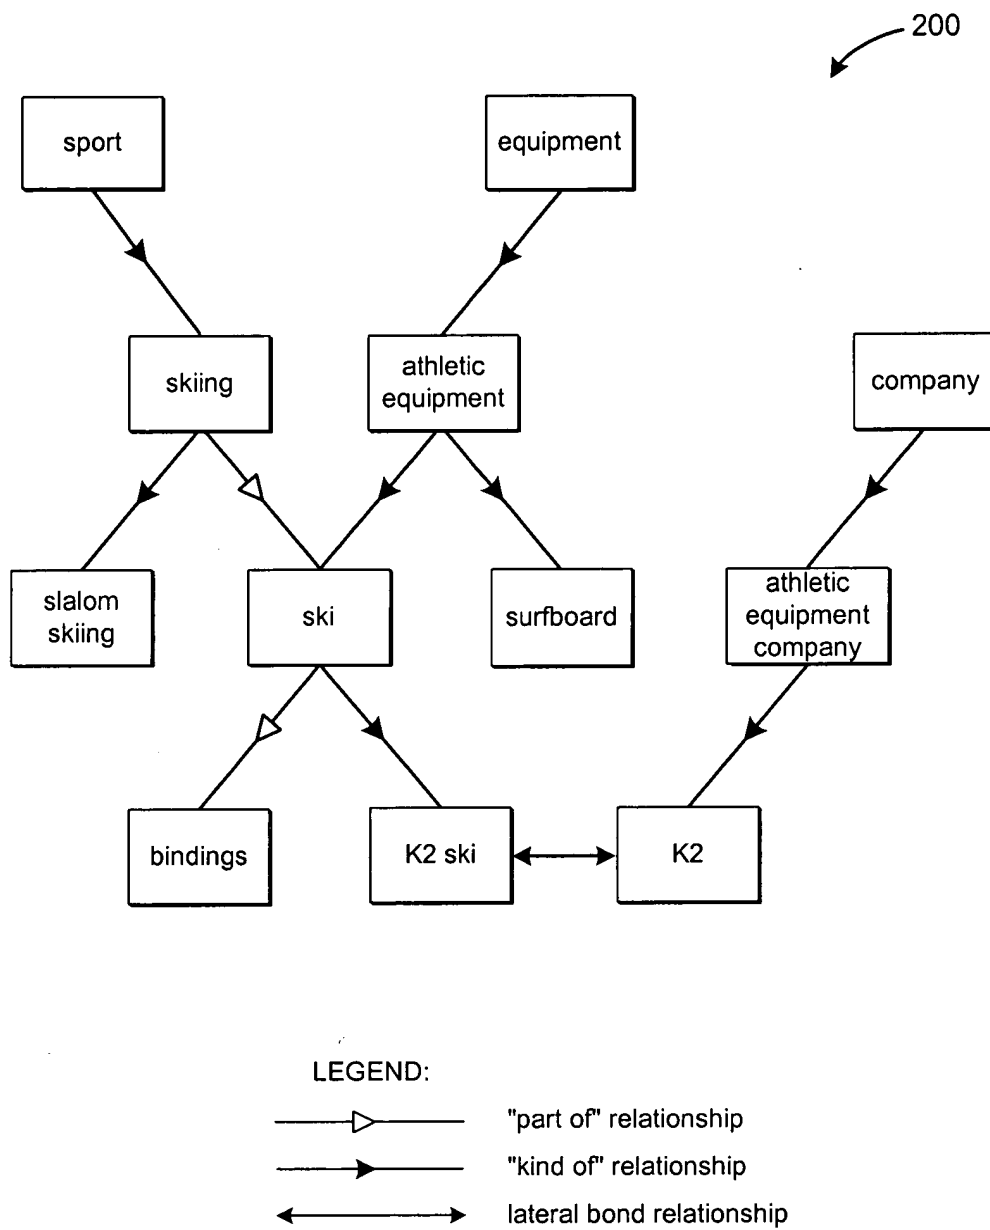 200
sport
equipment
skiing
athletic
equipment
company
slalom
skiing
ski
surfboard
athletic
equipment
company
bindings
K2 ski
K2
LEGEND:
"part of" relationship
"kind of" relationship
lateral bond relationship